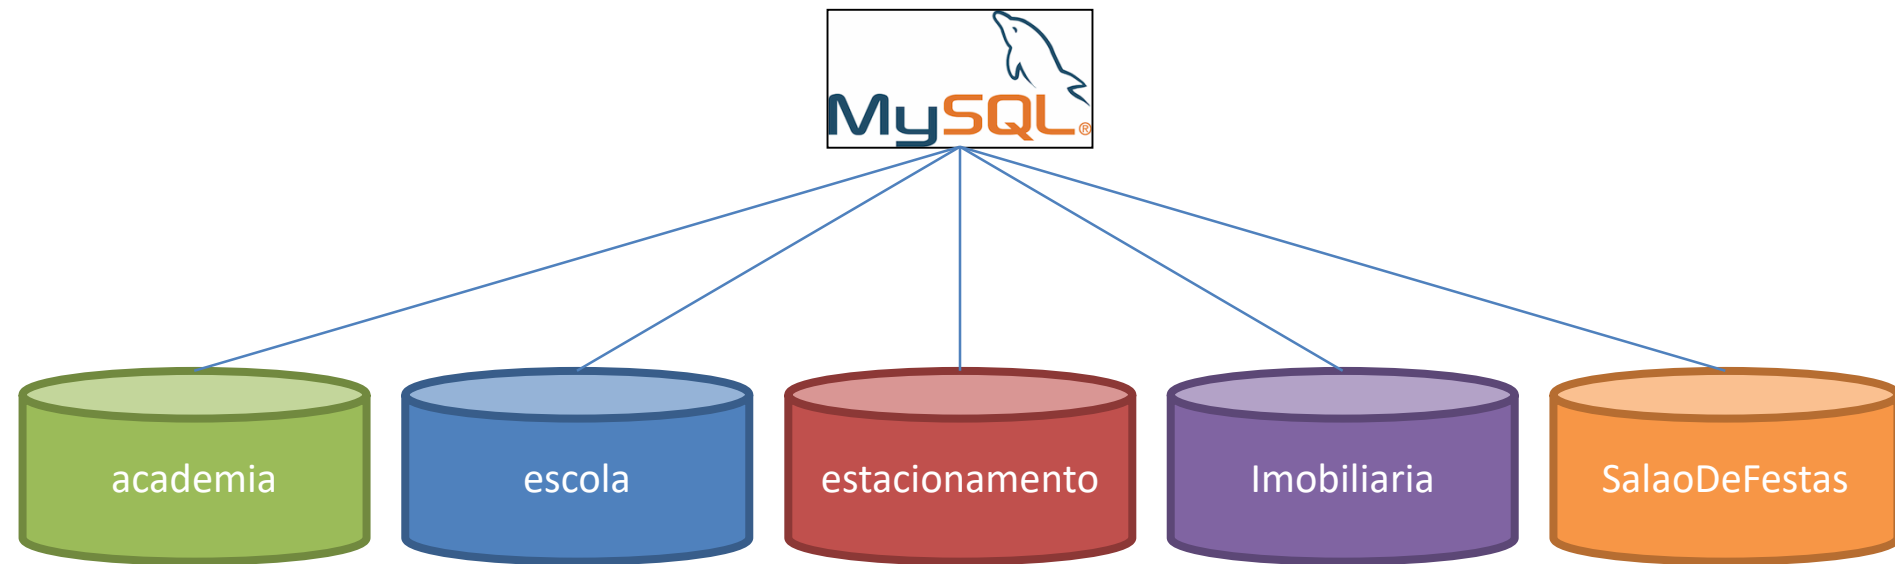 MySQL®
academia
escola
estacionamento
Imobiliaria
SalaoDeFestas